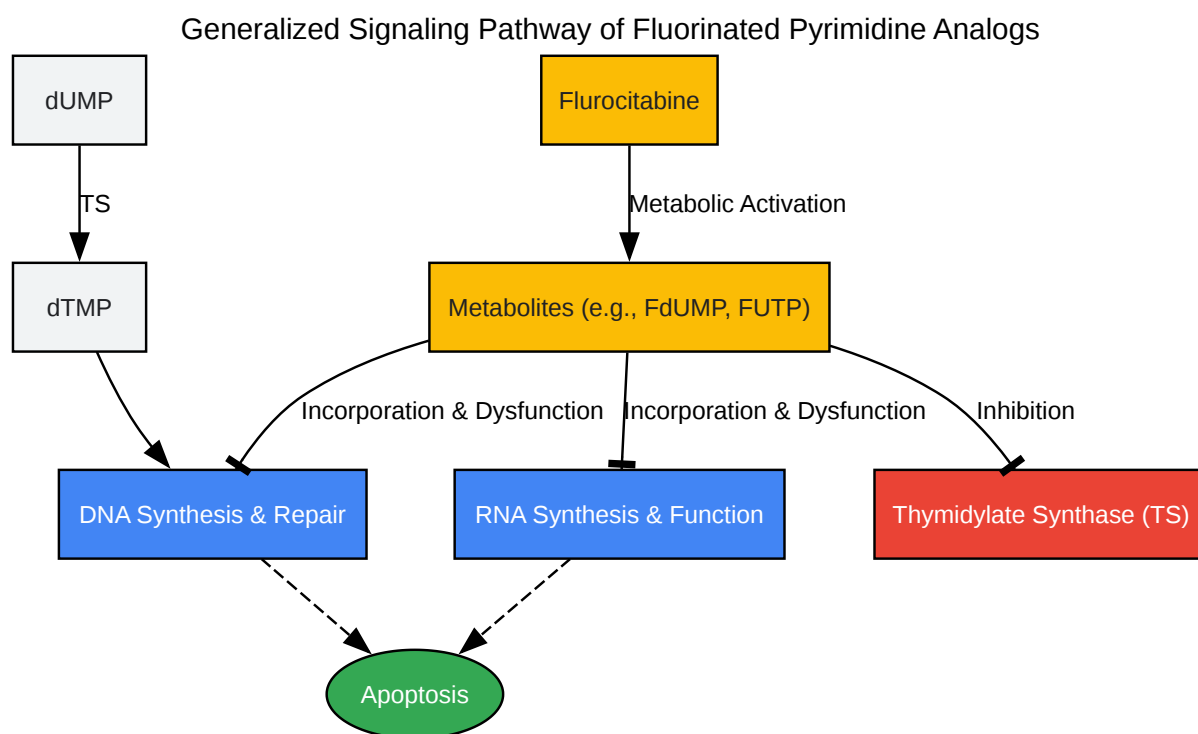 Generalized Signaling Pathway of Fluorinated Pyrimidine Analogs
dUMP
Flurocitabine
TS
Metabolic Activation
dTMP
Metabolites (e.g., FdUMP, FUTP)
Incorporation & Dysfunction
Incorporation & Dysfunction
Inhibition
DNA Synthesis & Repair
RNA Synthesis & Function
Thymidylate Synthase (TS)
Apoptosis